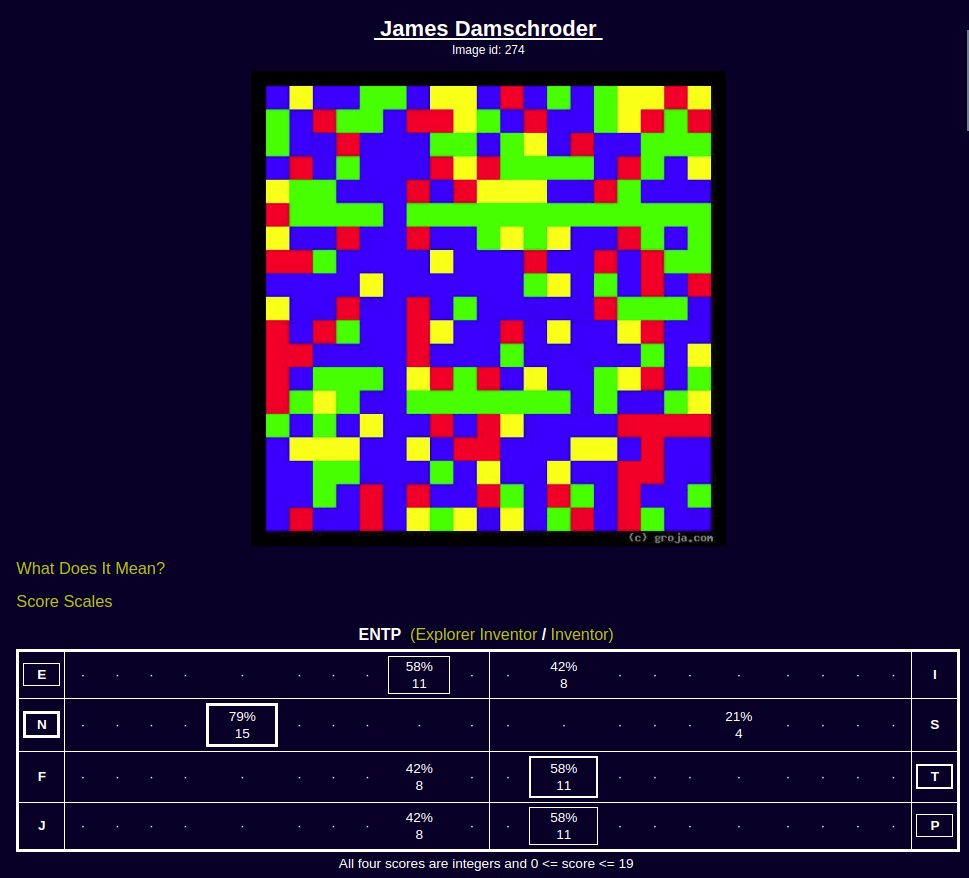 James Damschroder
Image id: 274
(c) groja.com
What Does It Mean?
Score Scales
ENTP (Explorer Inventor / Inventor)
E 58% 42% I
11 8
N 79% 21% S
15 4
F 42% 58% T
8 11
J 42% 58% P
8 11
All four scores are integers and 0 <= score <= 19